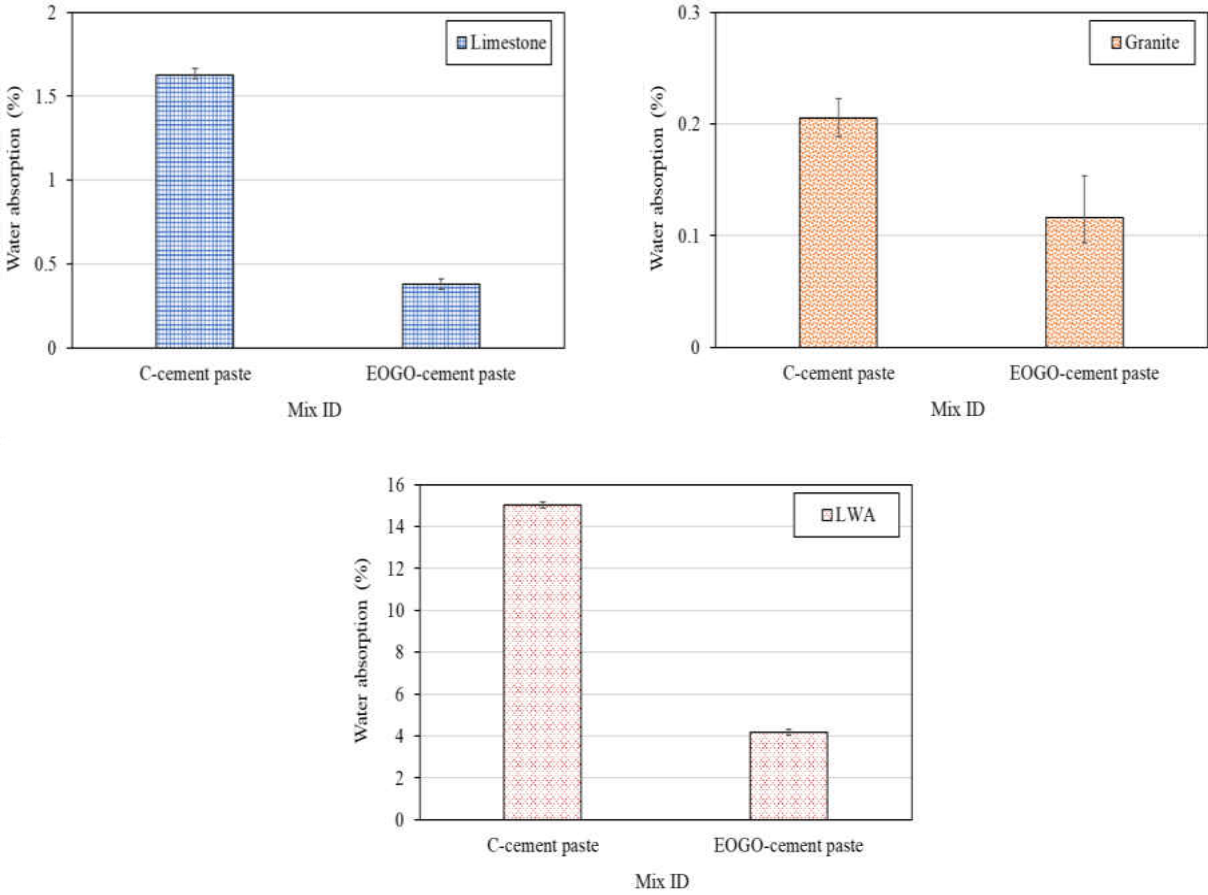 Water absorption (%)
2
1.5
1
0.5
0
Limestone
C-cement paste
EOGO-cement paste
Mix ID
Water absorption (%)
0.3
0.2
0.1
0
Granite
C-cement paste
EOGO-cement paste
Mix ID
Water absorption (%)
16
14
12
10
8
6
4
2
0
LWA
C-cement paste
EOGO-cement paste
Mix ID